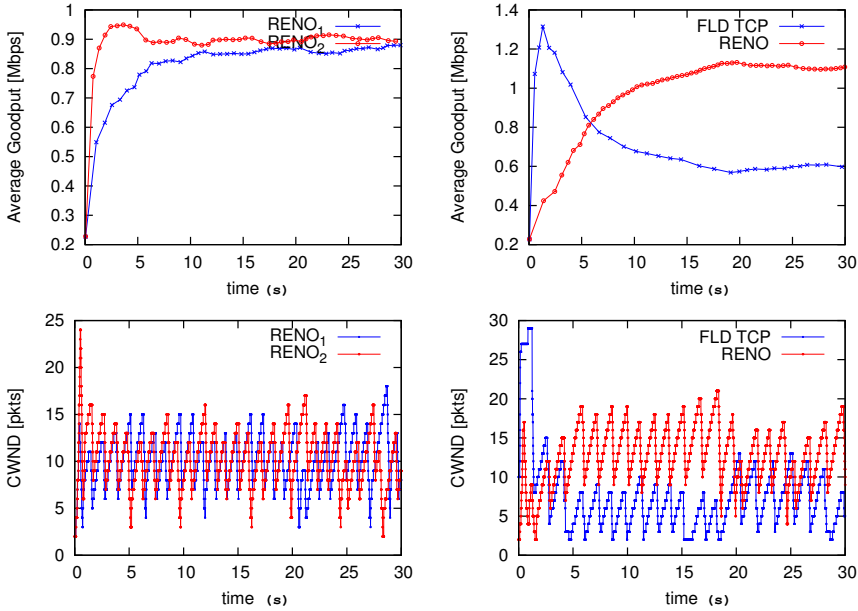 Average Goodput [Mbps]
1
0.9
0.8
0.7
0.6
0.5
0.4
0.3
0.2
0 5 10 15 20 25 30
time (s)
RENO1
RENO2
Average Goodput [Mbps]
1.4
1.2
1
0.8
0.6
0.4
0.2
0 5 10 15 20 25 30
time (s)
FLD TCP
RENO
CWND [pkts]
25
20
15
10
5
0
0 5 10 15 20 25 30
time (s)
RENO1
RENO2
CWND [pkts]
30
25
20
15
10
5
0
0 5 10 15 20 25 30
time (s)
FLD TCP
RENO